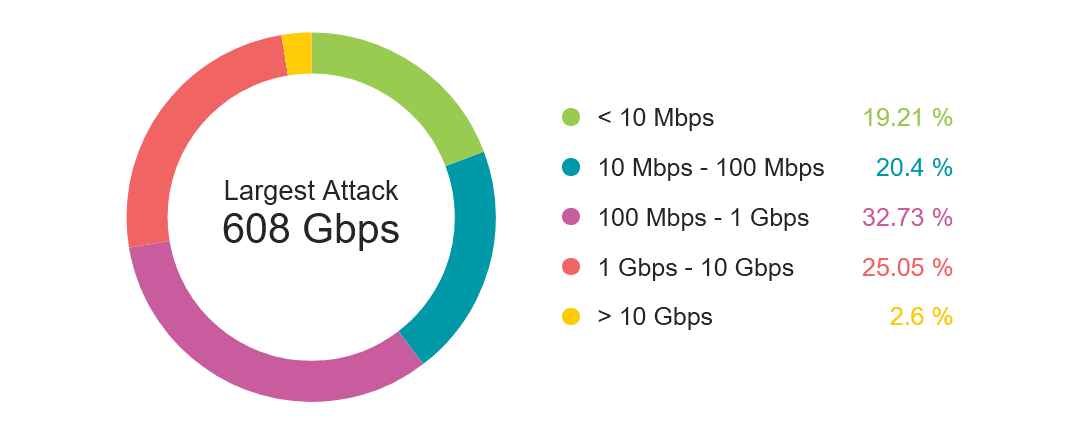 Largest Attack
608 Gbps
< 10 Mbps 19.21 %
10 Mbps - 100 Mbps 20.4 %
100 Mbps - 1 Gbps 32.73 %
1 Gbps - 10 Gbps 25.05 %
> 10 Gbps 2.6 %